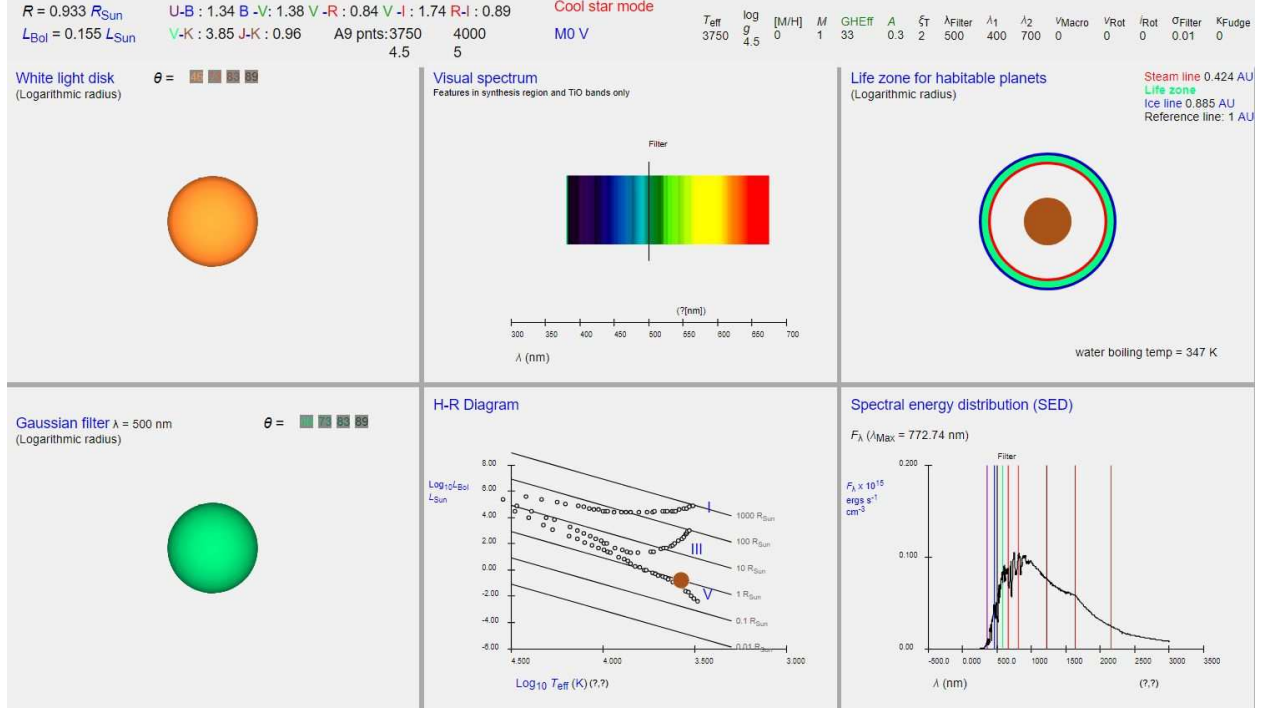 R = 0.933 RSun U-B : 1.34 B -V: 1.38 V -R : 0.84 V -I : 1.74 R-I : 0.89 Cool star mode
LBol = 0.155 LSun V-K : 3.85 J-K : 0.96 A9 pnts:3750 4000 M0 V
4.5 5
Teff log g [M/H] M GHEff A ξT λFilter λ1 λ2 vMacro vRot iRot σFilter κFudge
3750 4.5 0 1 33 0.3 2 500 400 700 0 0 0 0.01 0
White light disk θ = 83 89
(Logarithmic radius)
Visual spectrum
Features in synthesis region and TiO bands only
Filter
(?[nm])
300 350 400 450 500 550 600 650 700
λ (nm)
Life zone for habitable planets
(Logarithmic radius)
Steam line 0.424 AU
Life zone
Ice line 0.885 AU
Reference line: 1 AU
water boiling temp = 347 K
Gaussian filter λ = 500 nm θ = 73 83 89
(Logarithmic radius)
H-R Diagram
Log10LBol
LSun
8.00
6.00
4.00
2.00
0.00
-2.00
-4.00
-6.00
I
III
V
1000 RSun
100 RSun
10 RSun
1 RSun
0.1 RSun
0.01 RSun
4.500 4.000 3.500 3.000
Log10 Teff (K) (?,?)
Spectral energy distribution (SED)
Fλ (λMax = 772.74 nm)
Filter
Fλ x 10¹⁵
ergs s⁻¹
cm⁻³
0.200
0.100
0.00
-500.0 0.000 500.0 1000 1500 2000 2500 3000 3500
λ (nm) (?,?)